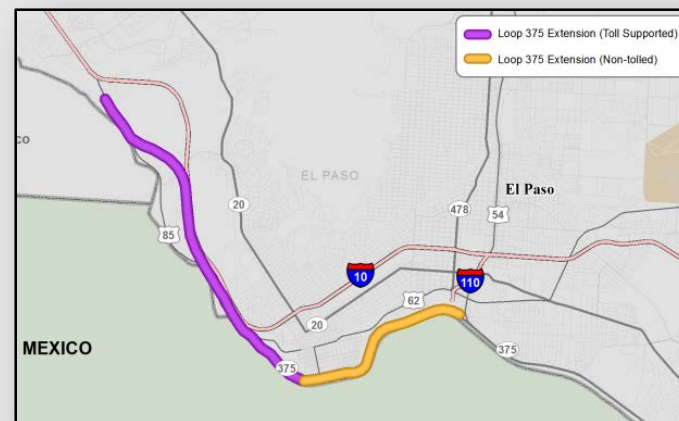 Loop 375 Extension (Toll Supported)
Loop 375 Extension (Non-tolled)
CO
EL PASO
El Paso
20
478
54
85
10
110
62
20
MEXICO
375
375